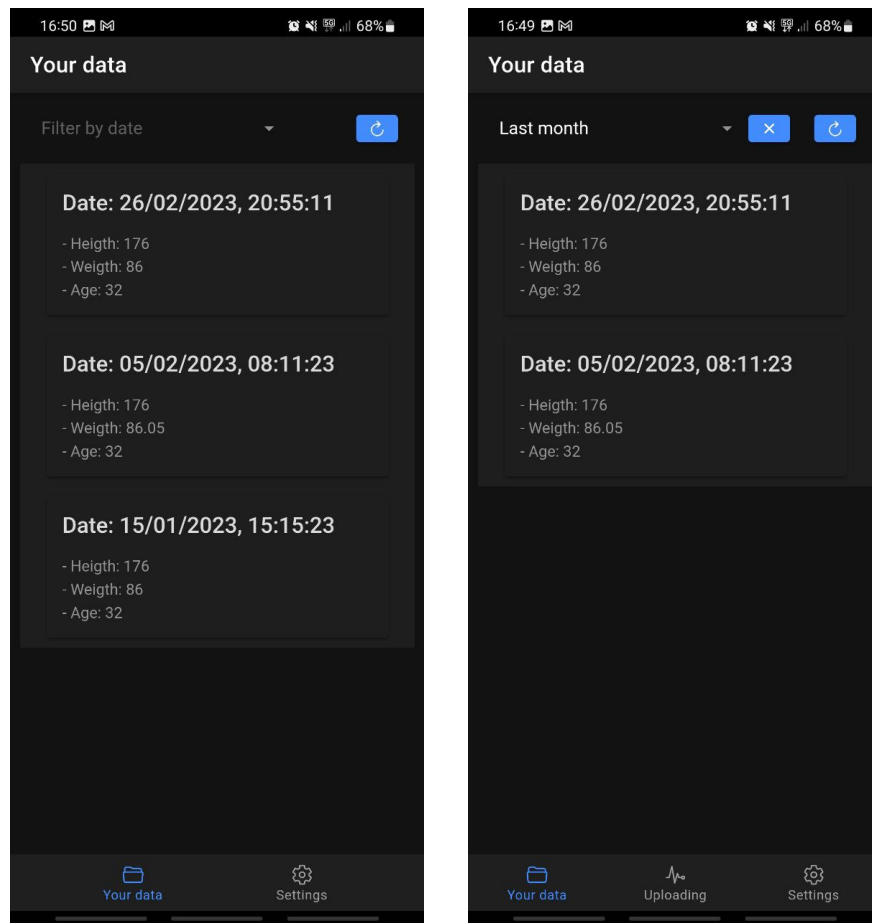 16:50 68%
Your data
Filter by date
Date: 26/02/2023, 20:55:11
- Heigth: 176
- Weigth: 86
- Age: 32
Date: 05/02/2023, 08:11:23
- Heigth: 176
- Weigth: 86.05
- Age: 32
Date: 15/01/2023, 15:15:23
- Heigth: 176
- Weigth: 86
- Age: 32
Your data Settings
16:49 68%
Your data
Last month
Date: 26/02/2023, 20:55:11
- Heigth: 176
- Weigth: 86
- Age: 32
Date: 05/02/2023, 08:11:23
- Heigth: 176
- Weigth: 86.05
- Age: 32
Your data Uploading Settings